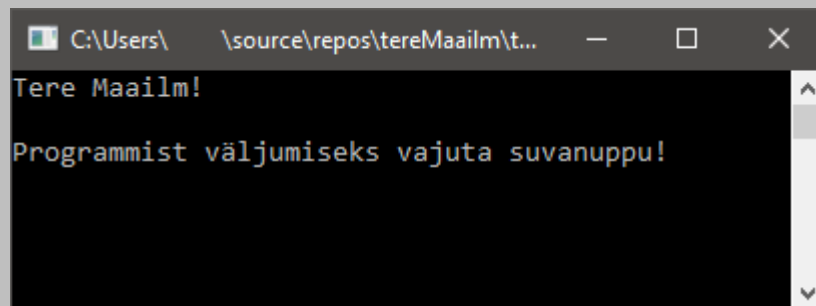 C:\Users\ \source\repos\tereMaailm\t...
Tere Maailm!
Programmist väljumiseks vajuta suvanuppu!